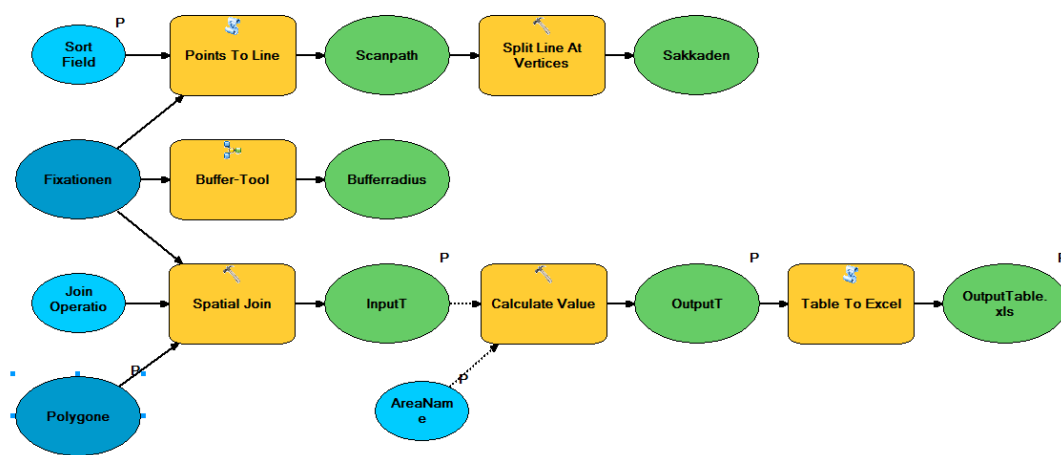 P
Sort
Field
Points To Line
Scanpath
Split Line At
Vertices
Sakkaden
Fixationen
Buffer-Tool
Bufferradius
Join
Operatio
Spatial Join
P
InputT
Calculate Value
P
OutputT
Table To Excel
P
OutputTable.
xls
P
Polygone
P
AreaNam
e